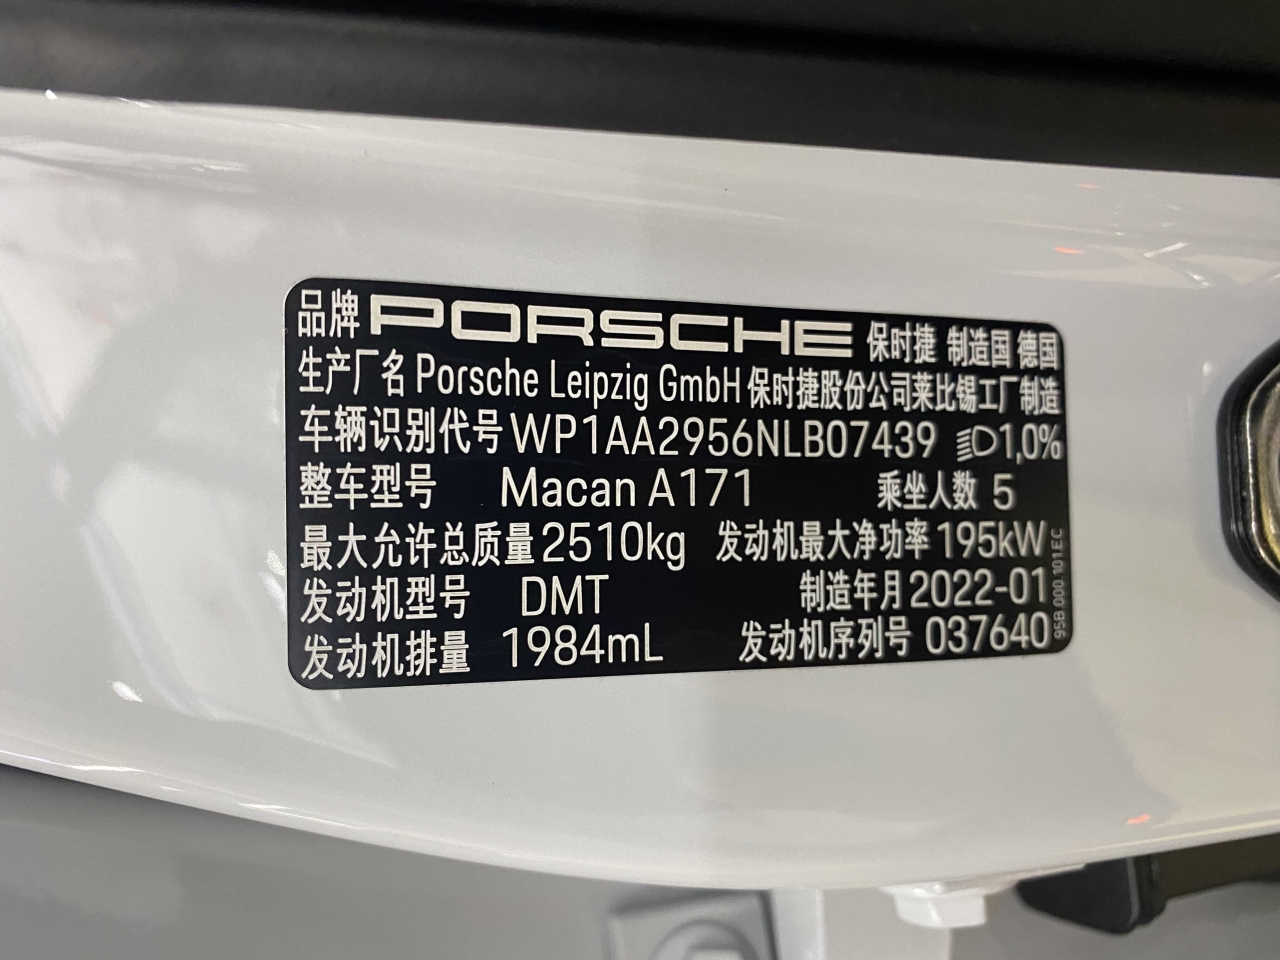 品牌 PORSCHE 保时捷 制造国 德国
生产厂名 Porsche Leipzig GmbH 保时捷股份公司莱比锡工厂制造
车辆识别代号 WP1AA2956NLB07439 1,0%
整车型号 Macan A171 乘坐人数 5
最大允许总质量 2510kg 发动机最大净功率 195kW
发动机型号 DMT 制造年月 2022-01
发动机排量 1984mL 发动机序列号 037640
95B.000.101.EC